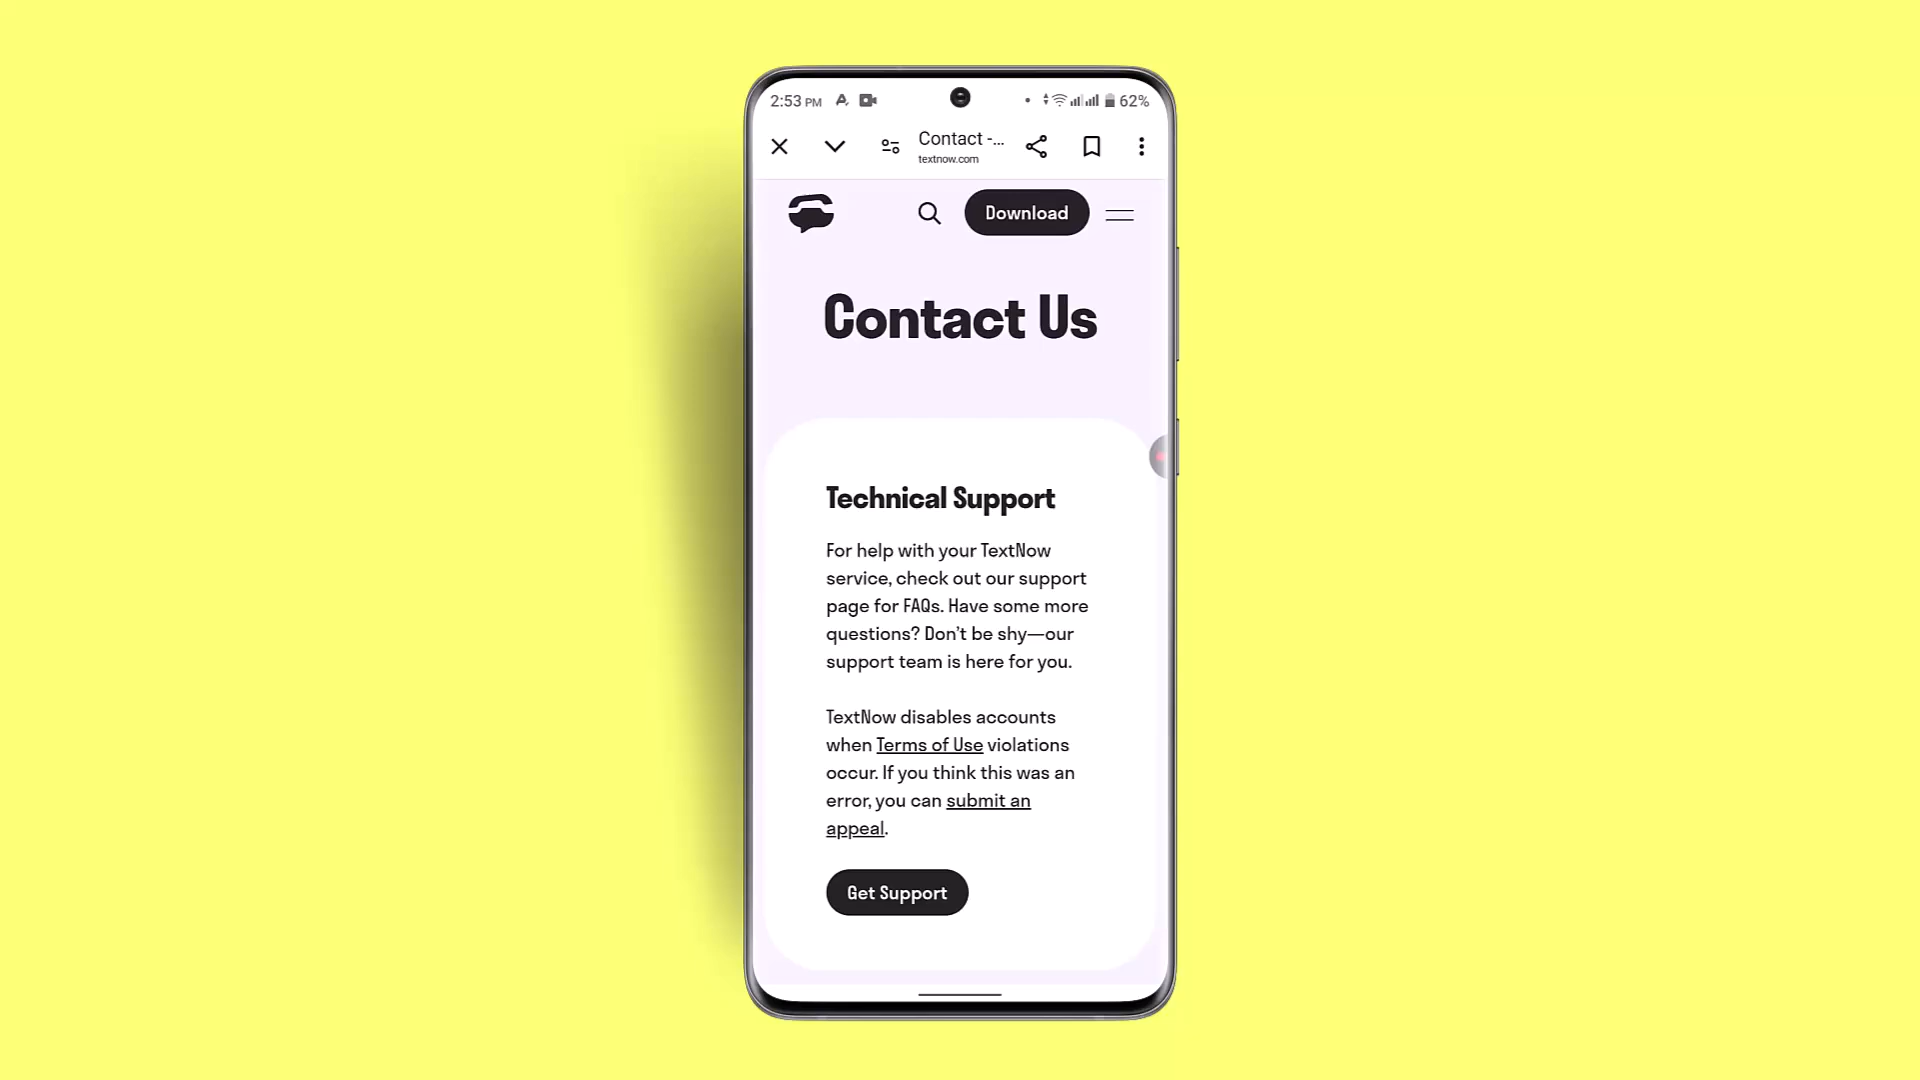 2:53 PM
62%
Contact -...
textnow.com
Download
Contact Us
Technical Support
For help with your TextNow
service, check out our support
page for FAQs. Have some more
questions? Don't be shy—our
support team is here for you.
TextNow disables accounts
when Terms of Use violations
occur. If you think this was an
error, you can submit an
appeal.
Get Support